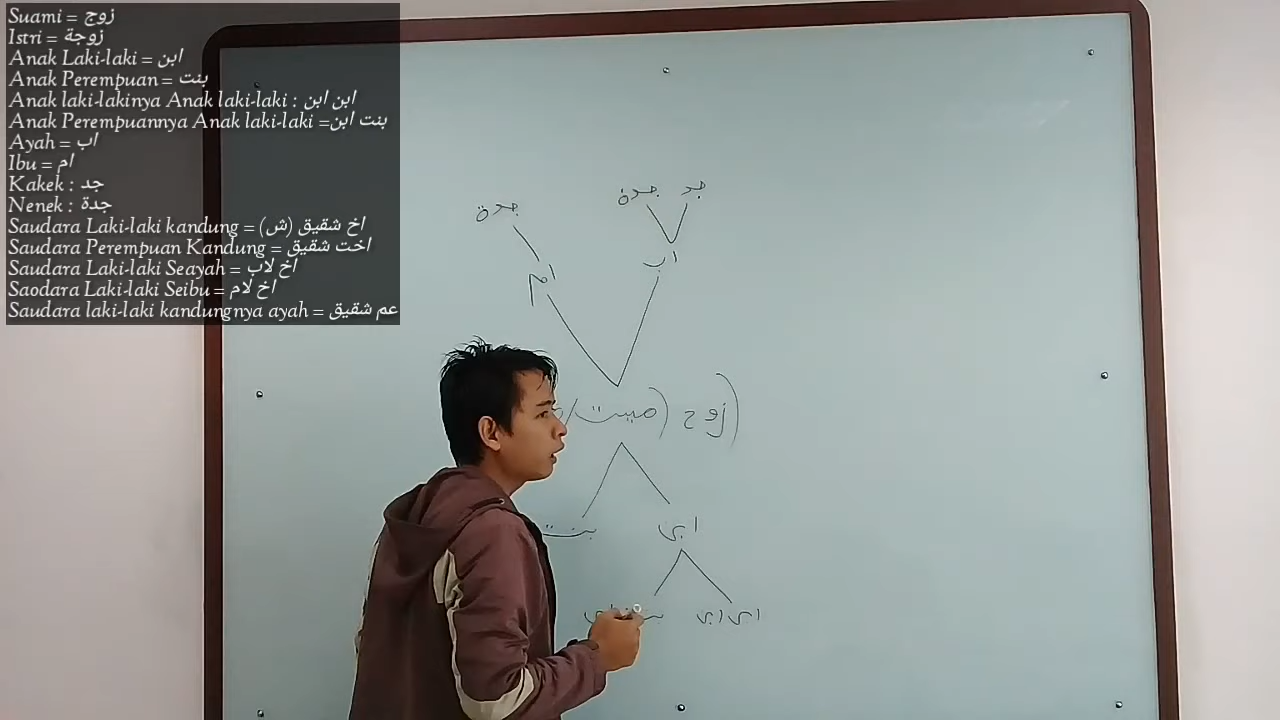 Suami = زوج
Istri = زوجة
Anak Laki-laki = ابن
Anak Perempuan = بنت
Anak laki-lakinya Anak laki-laki : ابن ابن
Anak Perempuannya Anak laki-laki = بنت ابن
Ayah = اب
Ibu = ام
Kakek : جد
Nenek : جدة
Saudara Laki-laki kandung = اخ شقيق (ش)
Saudara Perempuan Kandung = اخت شقيق
Saudara Laki-laki Seayah = اخ لاب
Saodara Laki-laki Seibu = اخ لام
Saudara laki-laki kandungnya ayah = عم شقيق
جد جدة جدة
اب ام
زوج (ميت/
ابن بنت
ابن ابن